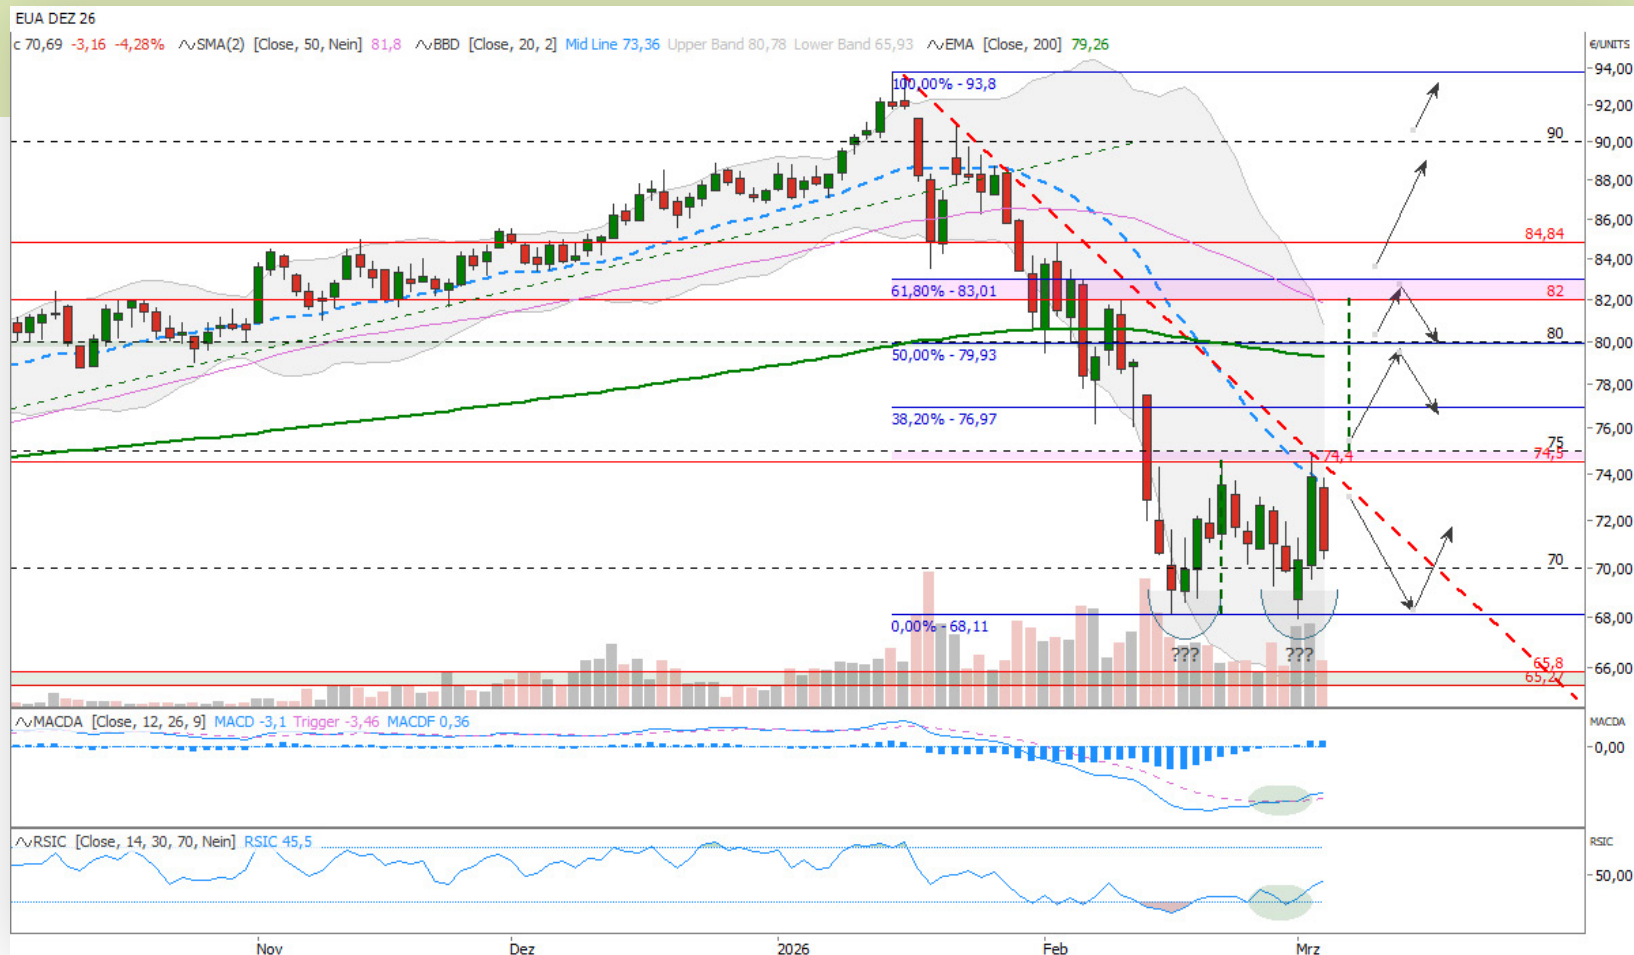 EUA DEZ 26
c 70,69 -3,16 -4,28% SMA(2) [Close, 50, Nein] 81,8 BBD [Close, 20, 2] Mid Line 73,36 Upper Band 80,78 Lower Band 65,93 EMA [Close, 200] 79,26
€/UNITS
94,00
100,00% - 93,8
92,00
90
90,00
88,00
86,00
84,84
84,00
61,80% - 83,01
82
82,00
80
80,00
50,00% - 79,93
78,00
38,20% - 76,97
76,00
75
74,4
74,5
74,00
72,00
70
70,00
68,00
0,00% - 68,11
??? ???
65,8
66,00
65,27
MACDA [Close, 12, 26, 9] MACD -3,1 Trigger -3,46 MACDF 0,36
MACDA
0,00
RSIC [Close, 14, 30, 70, Nein] RSIC 45,5
RSIC
50,00
Nov Dez 2026 Feb Mrz